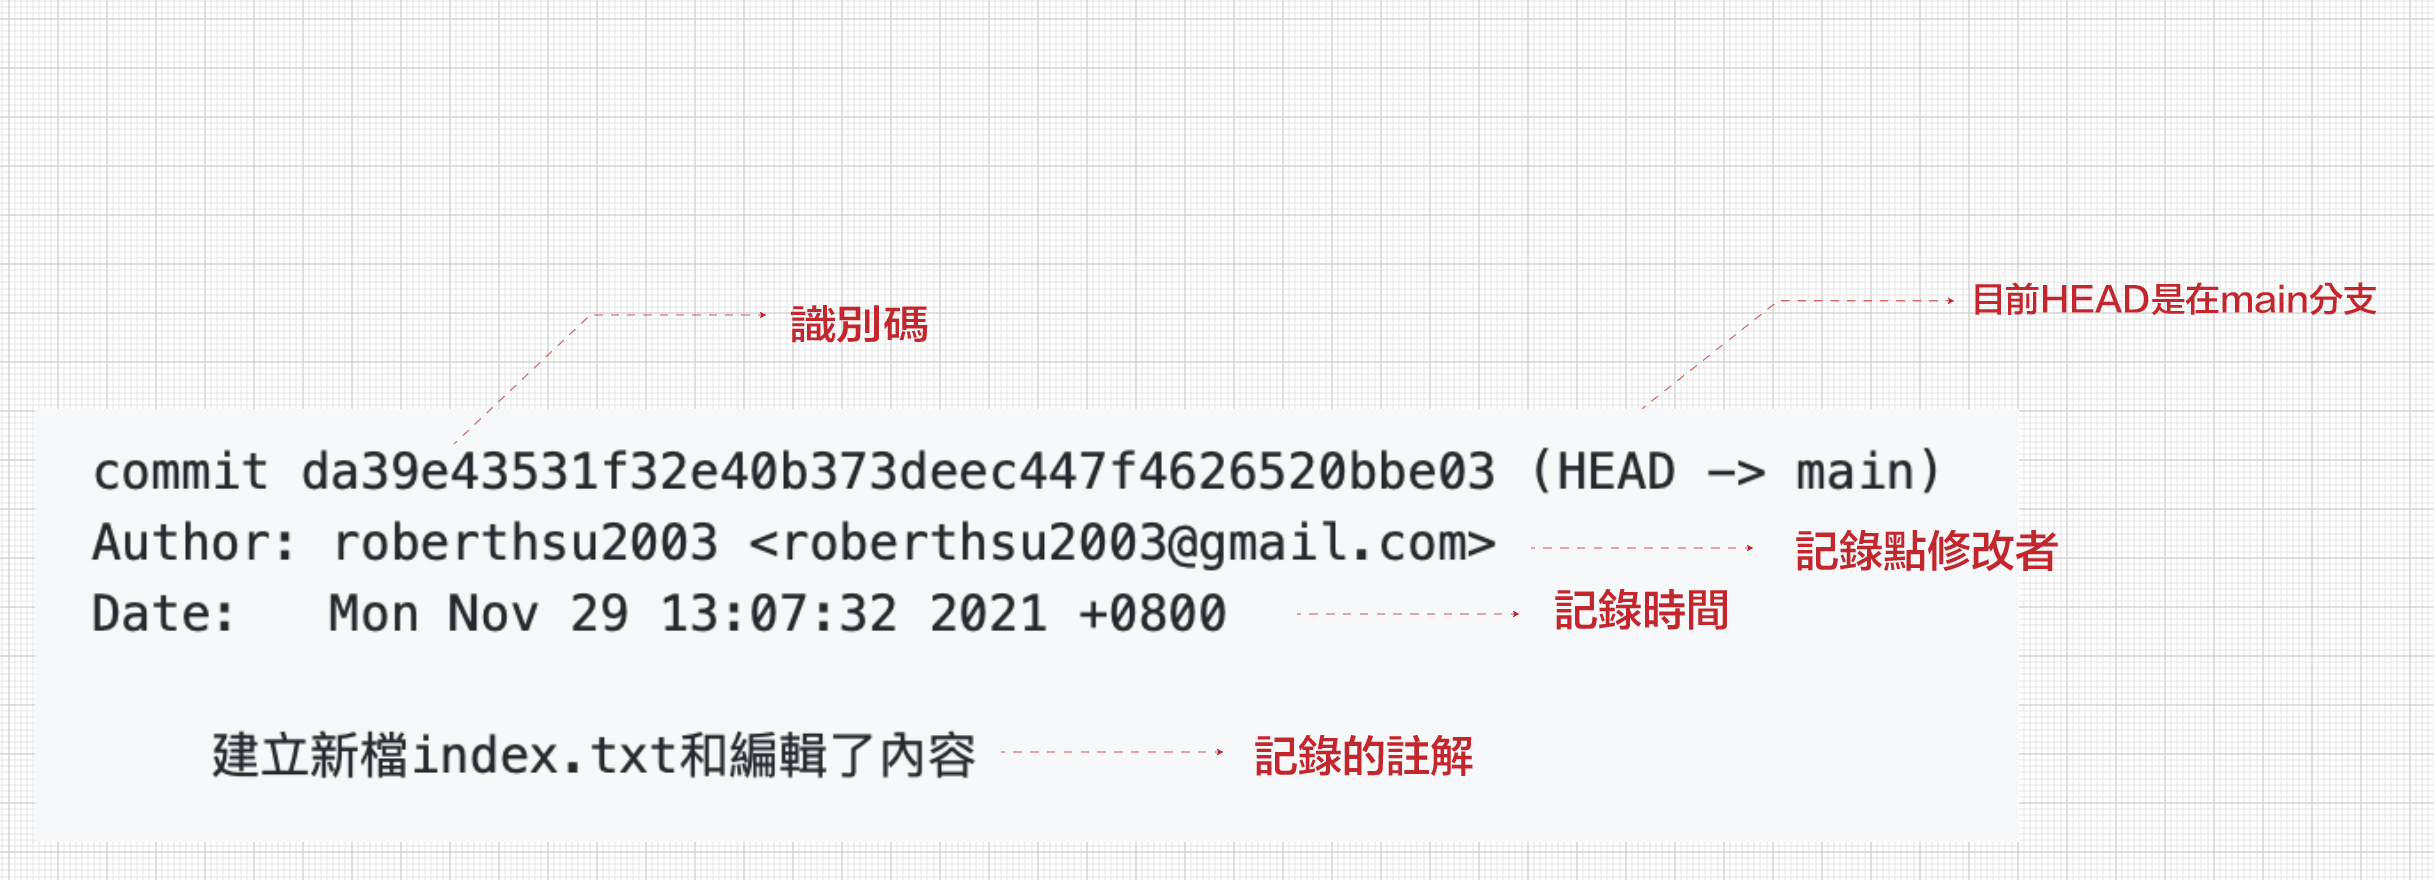 目前HEAD是在main分支
識別碼
commit da39e43531f32e40b373deec447f4626520bbe03 (HEAD -> main)
Author: roberthsu2003 <roberthsu2003@gmail.com>
記錄點修改者
Date:   Mon Nov 29 13:07:32 2021 +0800
記錄時間
建立新檔index.txt和編輯了內容
記錄的註解